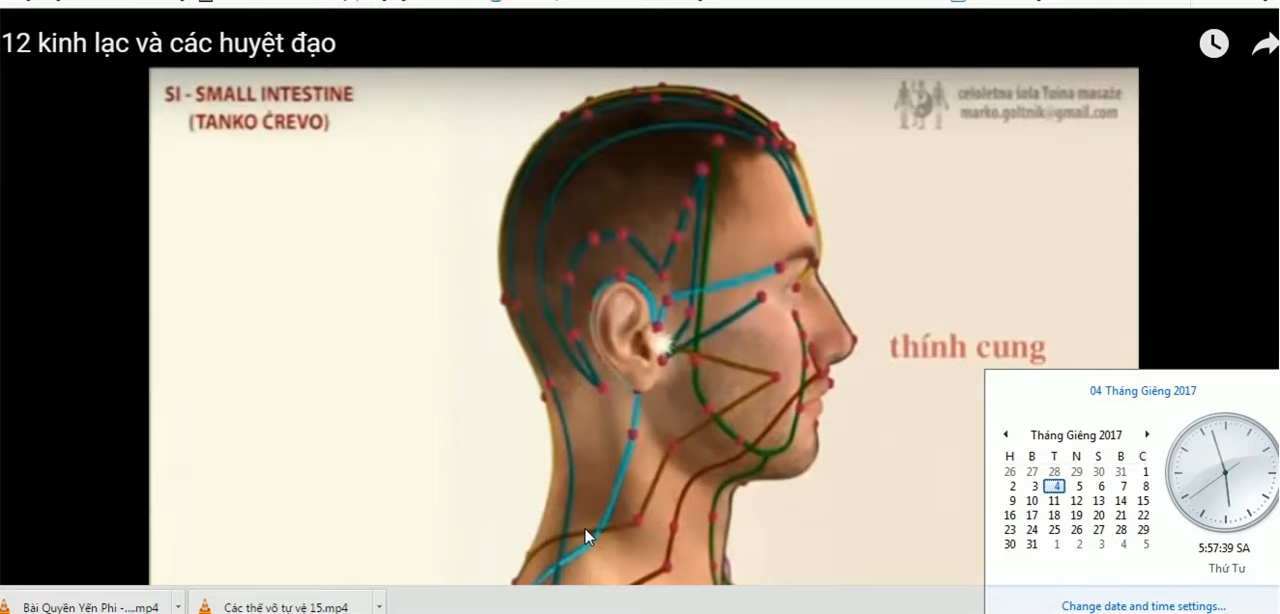 12 kinh lạc và các huyệt đạo
SI - SMALL INTESTINE
(TANKO ČREVO)
celoletna šola Tuina masaže
marko.goltnik@gmail.com
thính cung
04 Tháng Giêng 2017
Tháng Giêng 2017
H B T N S B C
26 27 28 29 30 31 1
2 3 4 5 6 7 8
9 10 11 12 13 14 15
16 17 18 19 20 21 22
23 24 25 26 27 28 29
30 31 1 2 3 4 5
5:57:39 SA
Thứ Tư
Change date and time settings...
Bài Quyền Yến Phi -....mp4
Các thế võ tự vệ 15.mp4